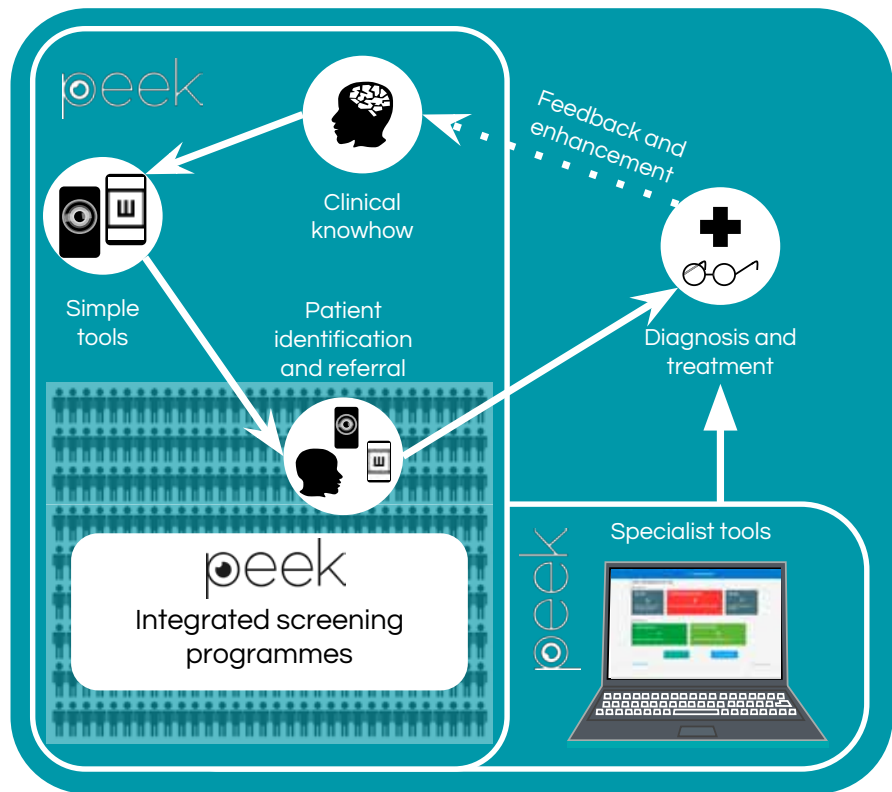 peek
Clinical
knowhow
Feedback and
enhancement
Simple
tools
Patient
identification
and referral
Diagnosis and
treatment
peek
Integrated screening
programmes
peek
Specialist tools
E
E